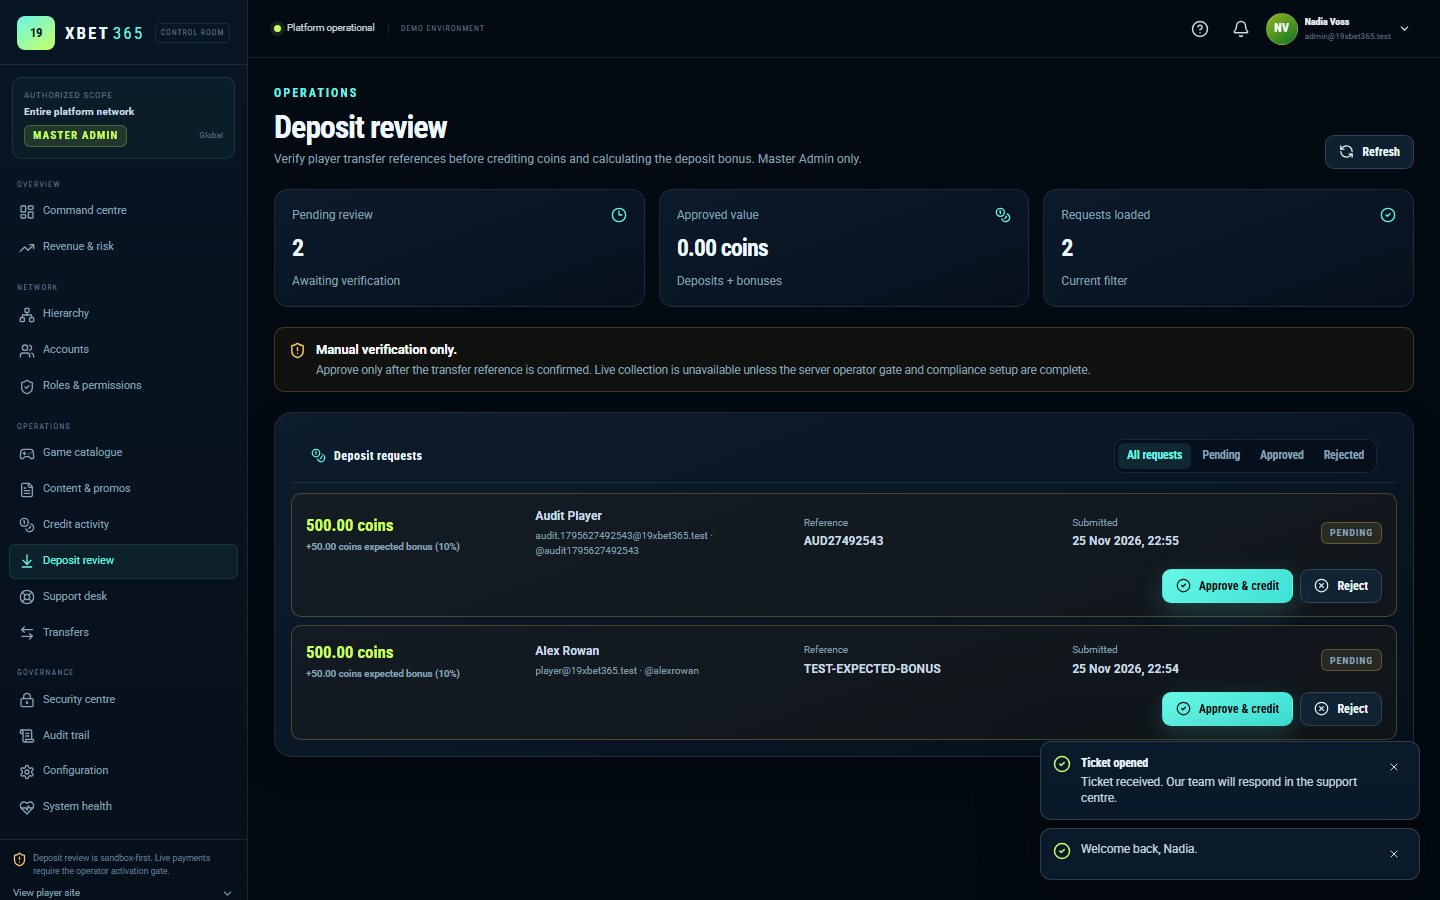 19 XBET 365 CONTROL ROOM
AUTHORIZED SCOPE
Entire platform network
MASTER ADMIN Global
OVERVIEW
Command centre
Revenue & risk
NETWORK
Hierarchy
Accounts
Roles & permissions
OPERATIONS
Game catalogue
Content & promos
Credit activity
Deposit review
Support desk
Transfers
GOVERNANCE
Security centre
Audit trail
Configuration
System health
Deposit review is sandbox-first. Live payments
require the operator activation gate.
View player site
Platform operational DEMO ENVIRONMENT
NV
Nadia Voss
admin@19xbet365.test
OPERATIONS
Deposit review
Verify player transfer references before crediting coins and calculating the deposit bonus. Master Admin only.
Refresh
Pending review
2
Awaiting verification
Approved value
0.00 coins
Deposits + bonuses
Requests loaded
2
Current filter
Manual verification only.
Approve only after the transfer reference is confirmed. Live collection is unavailable unless the server operator gate and compliance setup are complete.
Deposit requests
All requests Pending Approved Rejected
500.00 coins
+50.00 coins expected bonus (10%)
Audit Player
audit.1795627492543@19xbet365.test ·
@audit1795627492543
Reference
AUD27492543
Submitted
25 Nov 2026, 22:55
PENDING
Approve & credit Reject
500.00 coins
+50.00 coins expected bonus (10%)
Alex Rowan
player@19xbet365.test · @alexrowan
Reference
TEST-EXPECTED-BONUS
Submitted
25 Nov 2026, 22:54
PENDING
Approve & credit Reject
Ticket opened
Ticket received. Our team will respond in the support
centre.
Welcome back, Nadia.